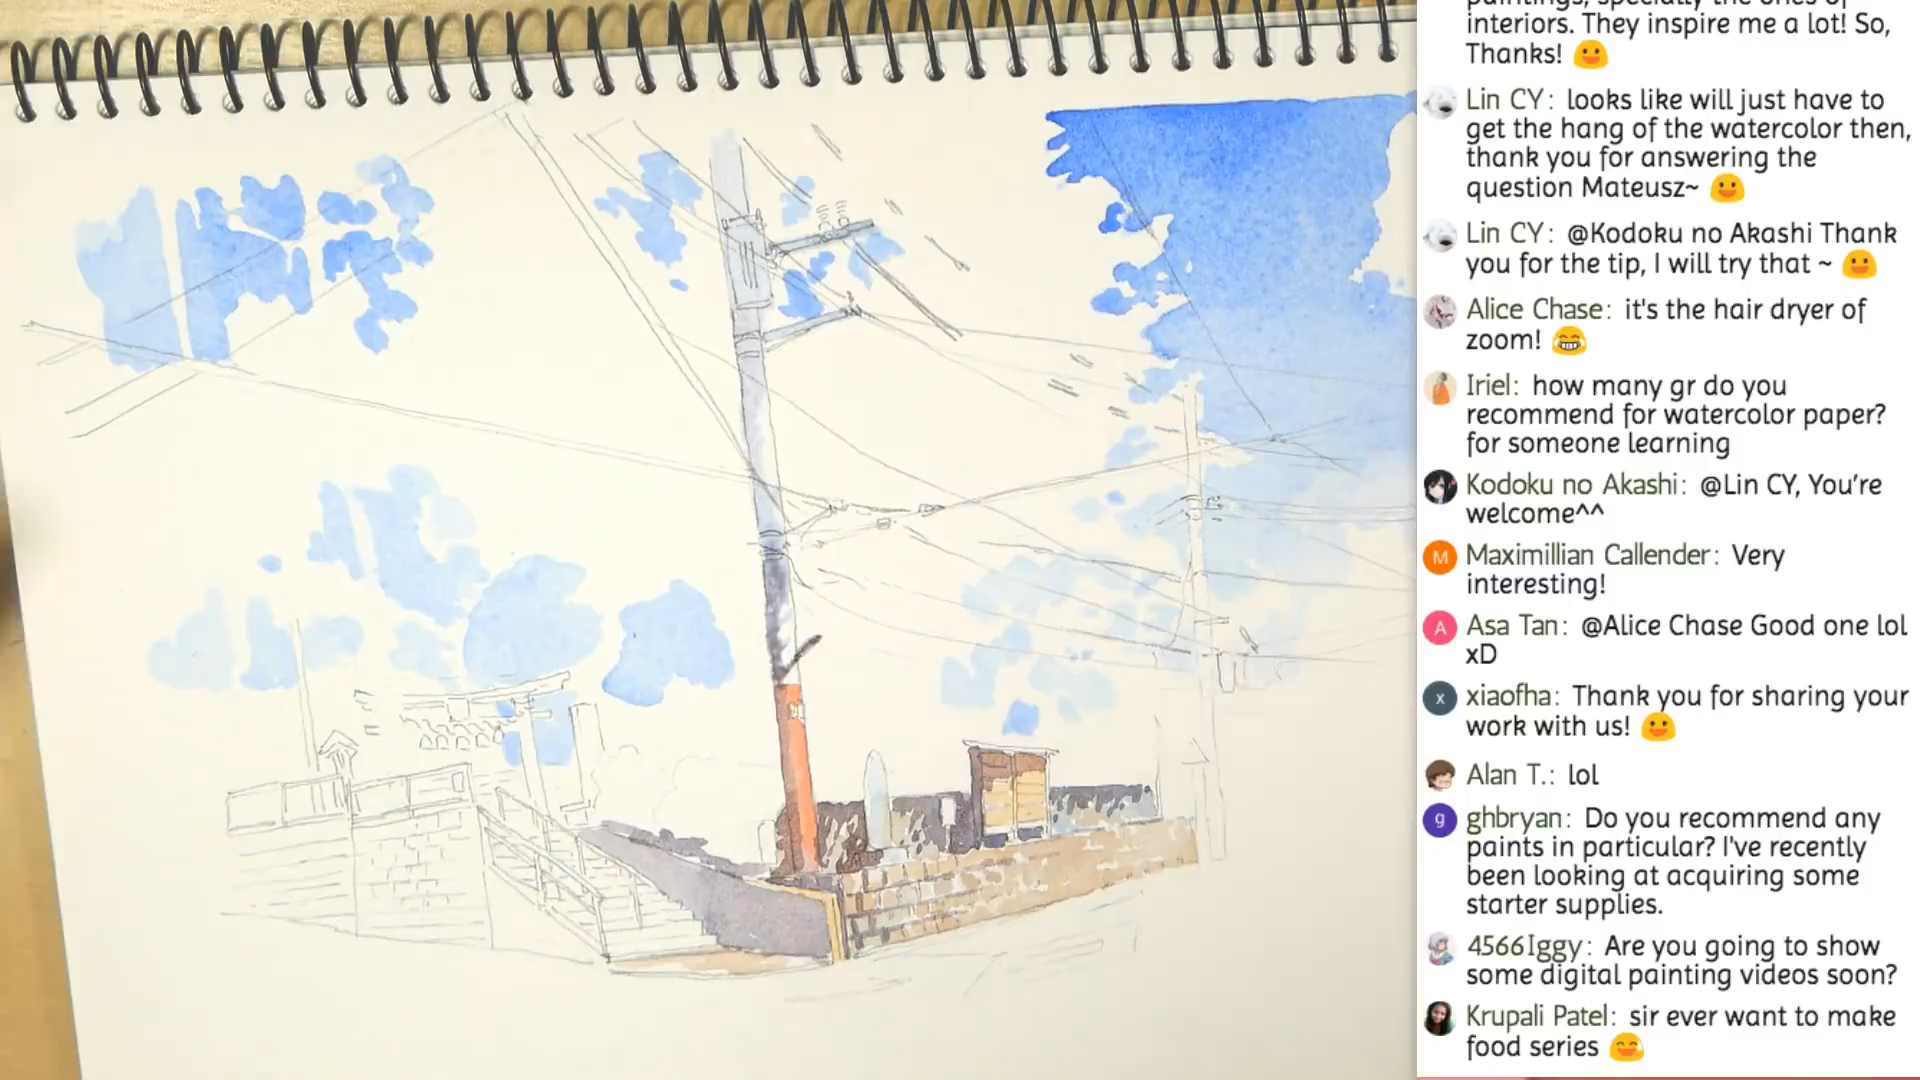 paintings, specially the ones of
interiors. They inspire me a lot! So,
Thanks!
Lin CY: looks like will just have to
get the hang of the watercolor then,
thank you for answering the
question Mateusz~
Lin CY: @Kodoku no Akashi Thank
you for the tip, I will try that ~
Alice Chase: it's the hair dryer of
zoom!
Iriel: how many gr do you
recommend for watercolor paper?
for someone learning
Kodoku no Akashi: @Lin CY, You’re
welcome^^
M
Maximillian Callender: Very
interesting!
A
Asa Tan: @Alice Chase Good one lol
xD
x
xiaofha: Thank you for sharing your
work with us!
Alan T.: lol
g
ghbryan: Do you recommend any
paints in particular? I've recently
been looking at acquiring some
starter supplies.
4566Iggy: Are you going to show
some digital painting videos soon?
Krupali Patel: sir ever want to make
food series